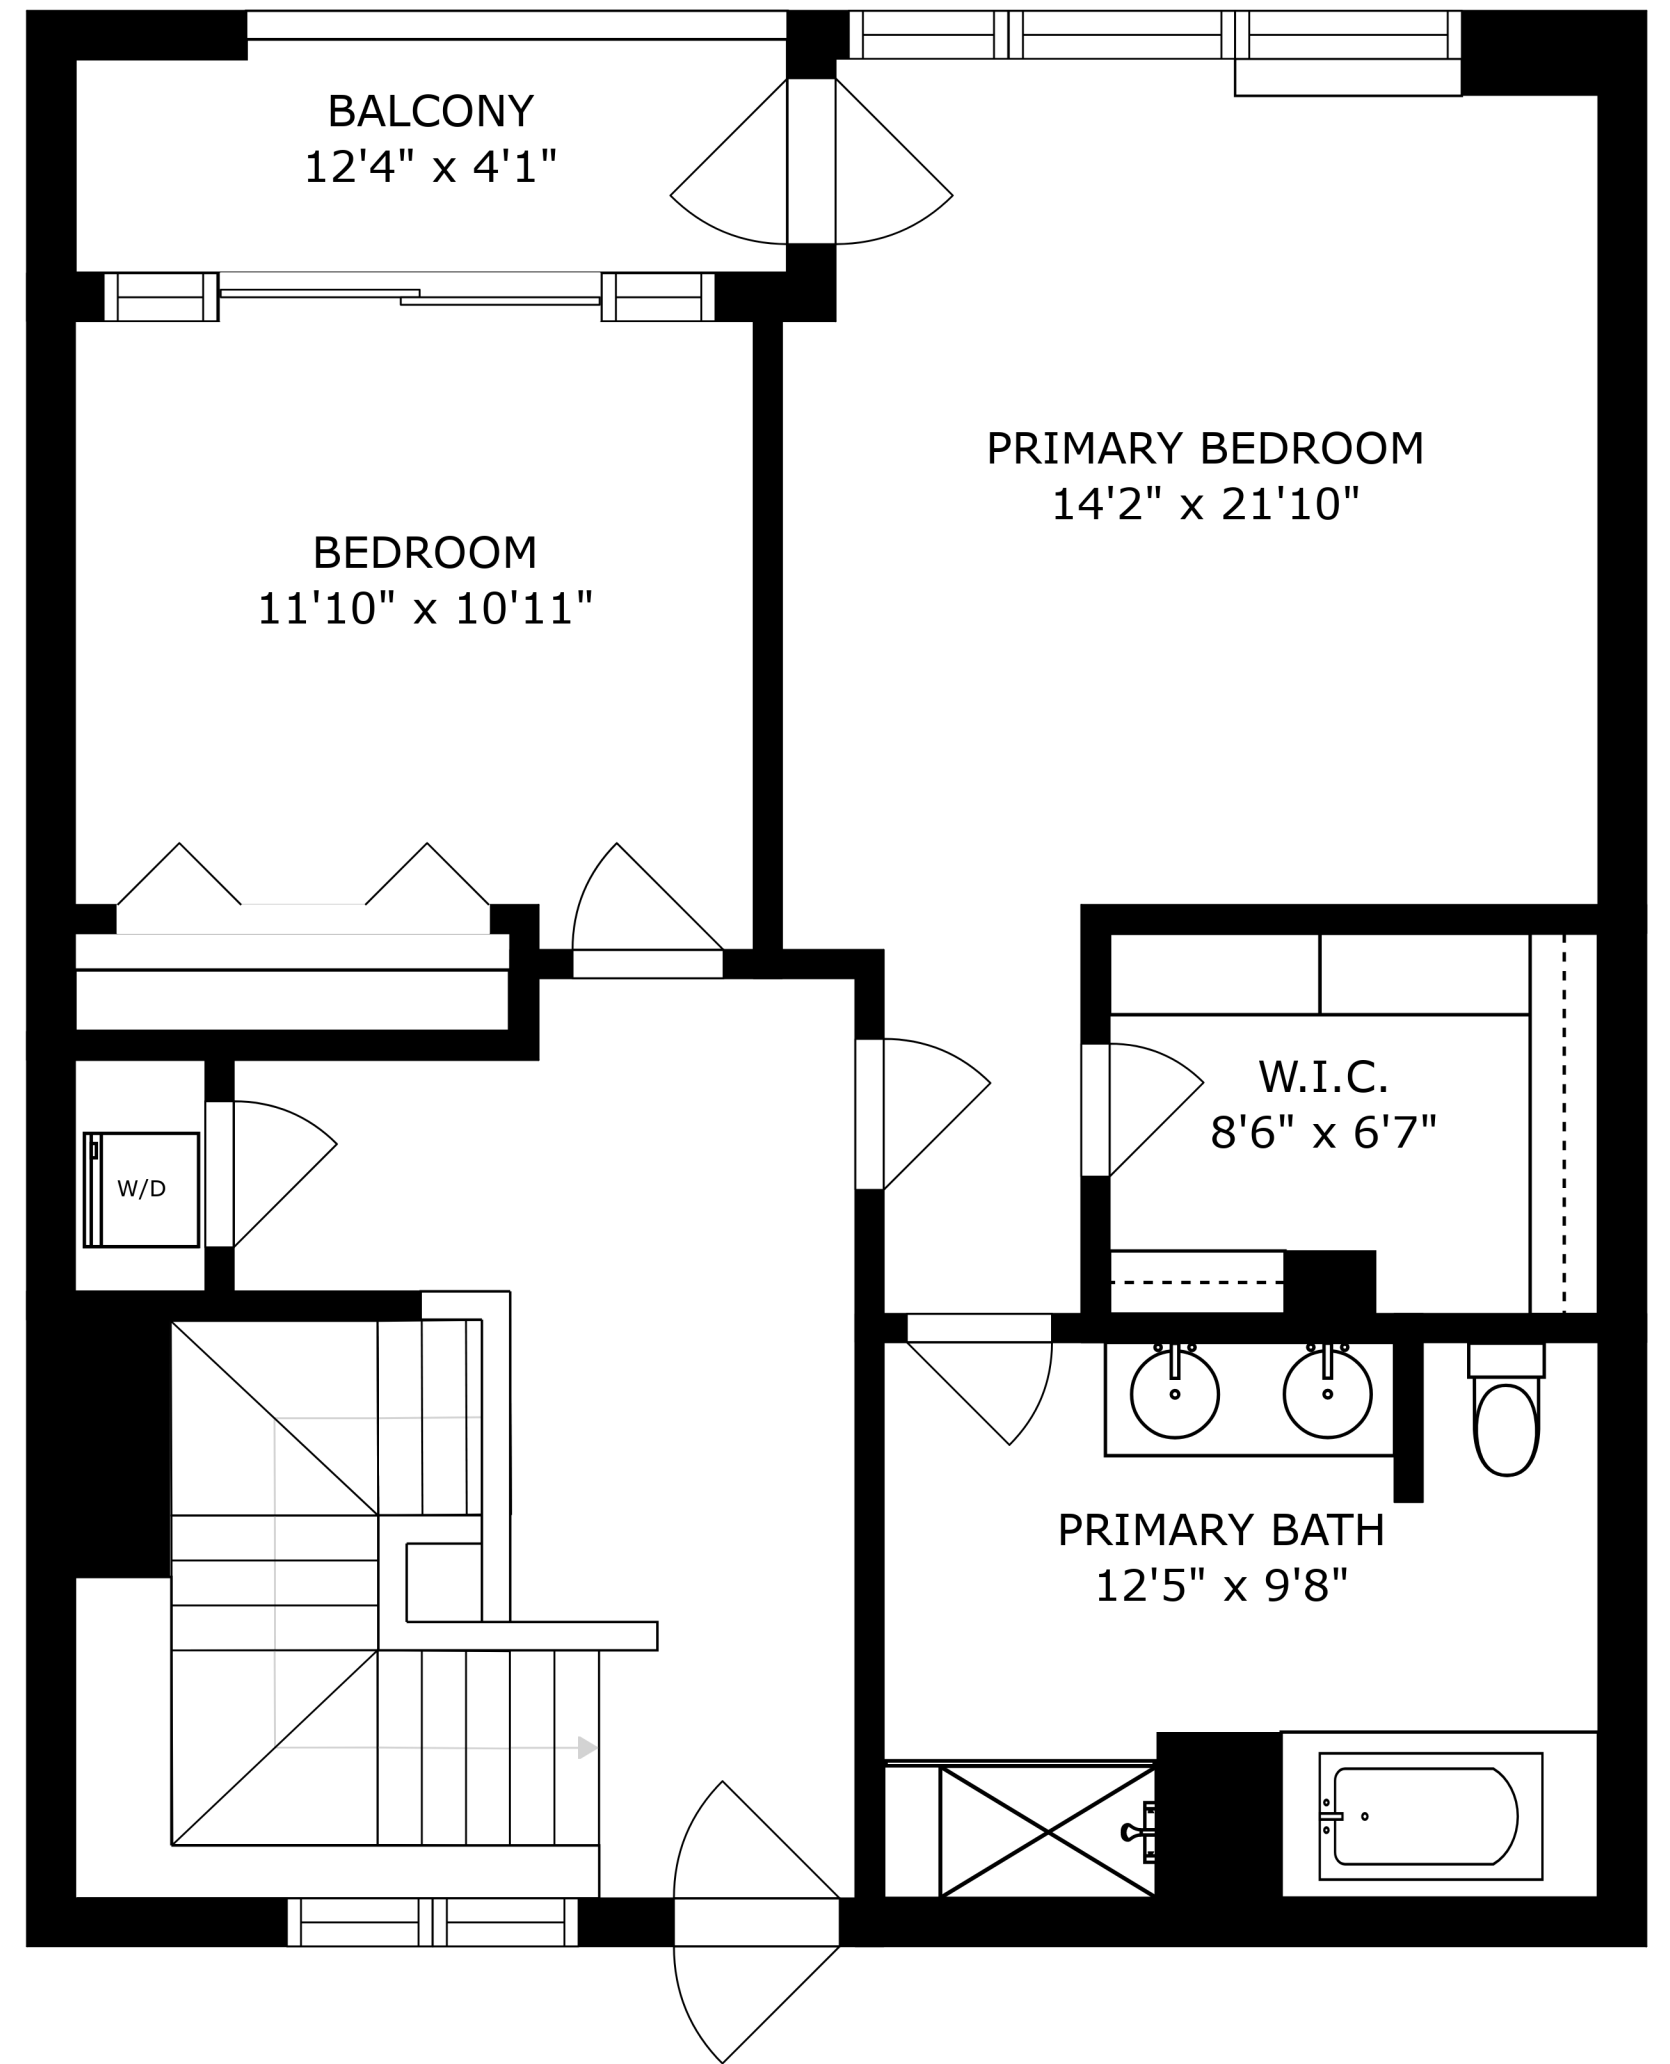 BALCONY
12'4" x 4'1"
PRIMARY BEDROOM
14'2" x 21'10"
BEDROOM
11'10" x 10'11"
W.I.C.
8'6" x 6'7"
W/D
PRIMARY BATH
12'5" x 9'8"